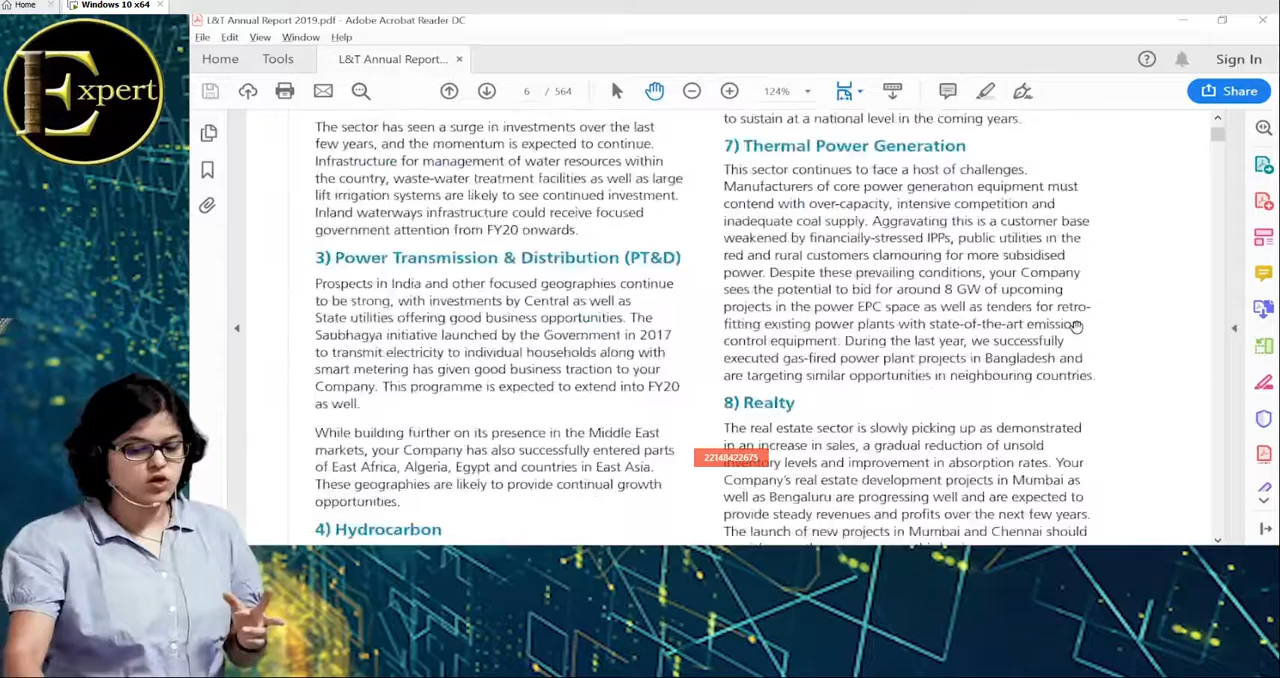 Home
Windows 10 x64
L&T Annual Report 2019.pdf - Adobe Acrobat Reader DC
File Edit View Window Help
Home Tools L&T Annual Report... Sign In
6 / 564 124% Share
Expert
The sector has seen a surge in investments over the last
few years, and the momentum is expected to continue.
Infrastructure for management of water resources within
the country, waste-water treatment facilities as well as large
lift irrigation systems are likely to see continued investment.
Inland waterways infrastructure could receive focused
government attention from FY20 onwards.
3) Power Transmission & Distribution (PT&D)
Prospects in India and other focused geographies continue
to be strong, with investments by Central as well as
State utilities offering good business opportunities. The
Saubhagya initiative launched by the Government in 2017
to transmit electricity to individual households along with
smart metering has given good business traction to your
Company. This programme is expected to extend into FY20
as well.
While building further on its presence in the Middle East
markets, your Company has also successfully entered parts
of East Africa, Algeria, Egypt and countries in East Asia.
These geographies are likely to provide continual growth
opportunities.
4) Hydrocarbon
to sustain at a national level in the coming years.
7) Thermal Power Generation
This sector continues to face a host of challenges.
Manufacturers of core power generation equipment must
contend with over-capacity, intensive competition and
inadequate coal supply. Aggravating this is a customer base
weakened by financially-stressed IPPs, public utilities in the
red and rural customers clamouring for more subsidised
power. Despite these prevailing conditions, your Company
sees the potential to bid for around 8 GW of upcoming
projects in the power EPC space as well as tenders for retro-
fitting existing power plants with state-of-the-art emission
control equipment. During the last year, we successfully
executed gas-fired power plant projects in Bangladesh and
are targeting similar opportunities in neighbouring countries.
8) Realty
The real estate sector is slowly picking up as demonstrated
in an increase in sales, a gradual reduction of unsold
22148422675
inventory levels and improvement in absorption rates. Your
Company's real estate development projects in Mumbai as
well as Bengaluru are progressing well and are expected to
provide steady revenues and profits over the next few years.
The launch of new projects in Mumbai and Chennai should